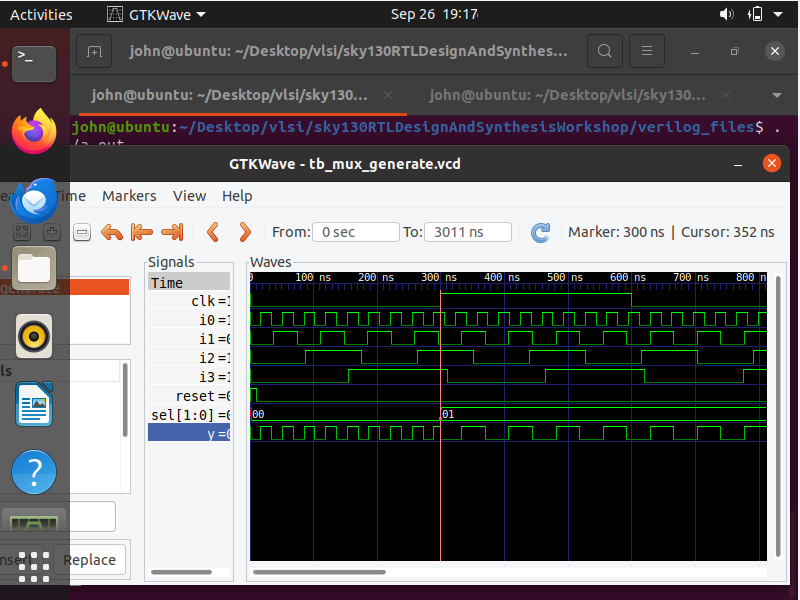 Activities GTKWave Sep 26 19:17
john@ubuntu: ~/Desktop/vlsi/sky130RTLDesignAndSynthes...
john@ubuntu: ~/Desktop/vlsi/sky130... john@ubuntu: ~/Desktop/vlsi/sky130...
john@ubuntu:~/Desktop/vlsi/sky130RTLDesignAndSynthesisWorkshop/verilog_files$ .
/a.out
GTKWave - tb_mux_generate.vcd
Time Markers View Help
From: 0 sec To: 3011 ns Marker: 300 ns | Cursor: 352 ns
Signals Waves
Time 0 100 ns 200 ns 300 ns 400 ns 500 ns 600 ns 700 ns 800 n
clk =1
i0 =1
i1 =0
i2 =1
i3 =1
reset =0
sel[1:0] =0 00 01
y =0
generate
ls
Insert Replace